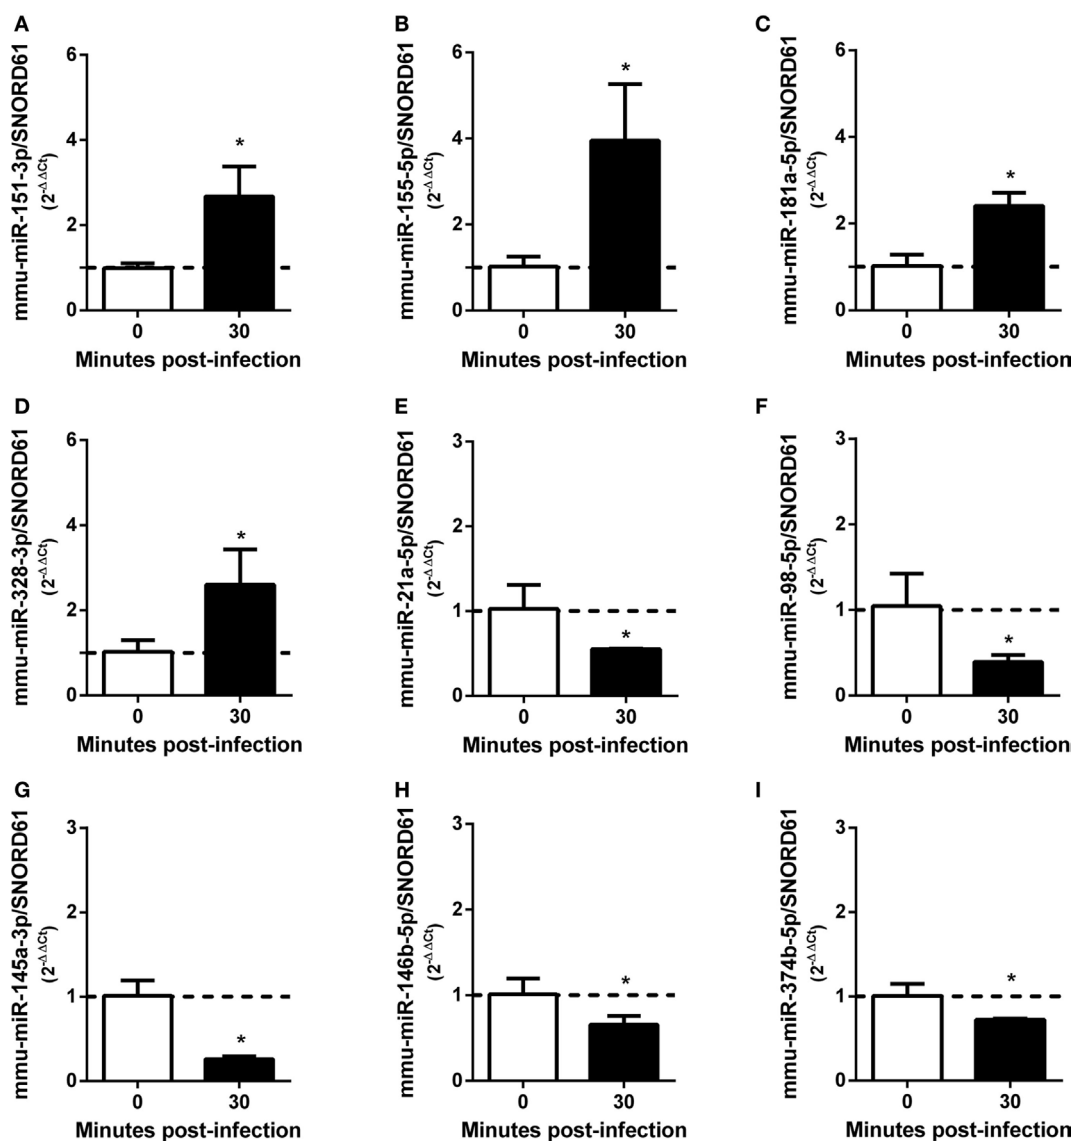 A
mmu-miR-151-3p/SNORD61
(2-ΔΔCt)
6
4
2
0
*
0
30
Minutes post-infection
B
mmu-miR-155-5p/SNORD61
(2-ΔΔCt)
6
4
2
0
*
0
30
Minutes post-infection
C
mmu-miR-181a-5p/SNORD61
(2-ΔΔCt)
6
4
2
0
*
0
30
Minutes post-infection
D
mmu-miR-328-3p/SNORD61
(2-ΔΔCt)
6
4
2
0
*
0
30
Minutes post-infection
E
mmu-miR-21a-5p/SNORD61
(2-ΔΔCt)
3
2
1
0
*
0
30
Minutes post-infection
F
mmu-miR-98-5p/SNORD61
(2-ΔΔCt)
3
2
1
0
*
0
30
Minutes post-infection
G
mmu-miR-145a-3p/SNORD61
(2-ΔΔCt)
3
2
1
0
*
0
30
Minutes post-infection
H
mmu-miR-146b-5p/SNORD61
(2-ΔΔCt)
3
2
1
0
*
0
30
Minutes post-infection
I
mmu-miR-374b-5p/SNORD61
(2-ΔΔCt)
3
2
1
0
*
0
30
Minutes post-infection